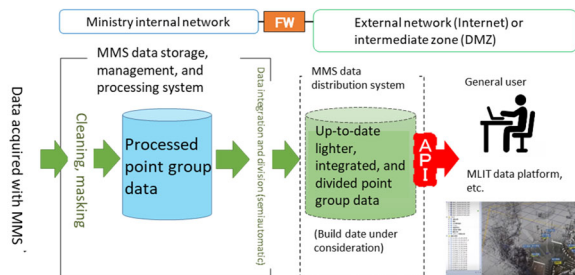 Ministry internal network
FW
External network (Internet) or
intermediate zone (DMZ)
Data acquired with MMS
Cleaning, masking
MMS data storage,
management, and
processing system
Processed
point group
data
Data integration and division (semiautomatic)
MMS data
distribution system
Up-to-date
lighter,
integrated, and
divided point
group data
(Build date under
consideration)
API
General user
MLIT data platform,
etc.